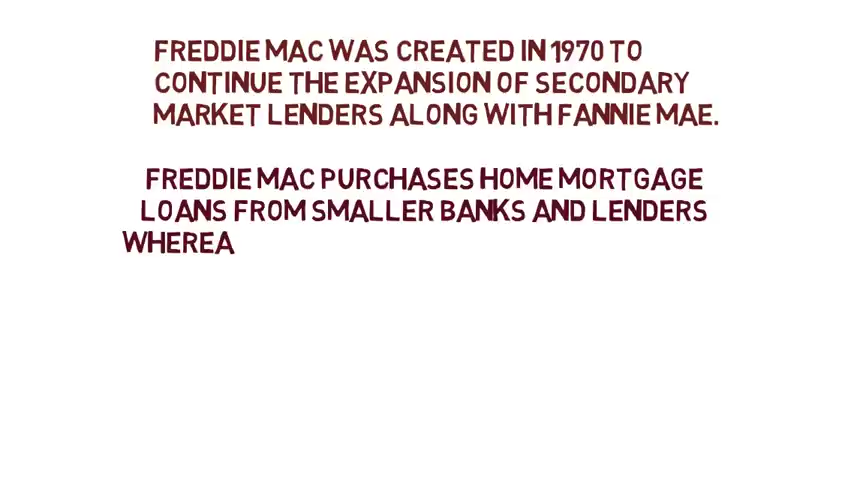 FREDDIE MAC WAS CREATED IN 1970 TO
CONTINUE THE EXPANSION OF SECONDARY
MARKET LENDERS ALONG WITH FANNIE MAE.
FREDDIE MAC PURCHASES HOME MORTGAGE
LOANS FROM SMALLER BANKS AND LENDERS
WHEREA